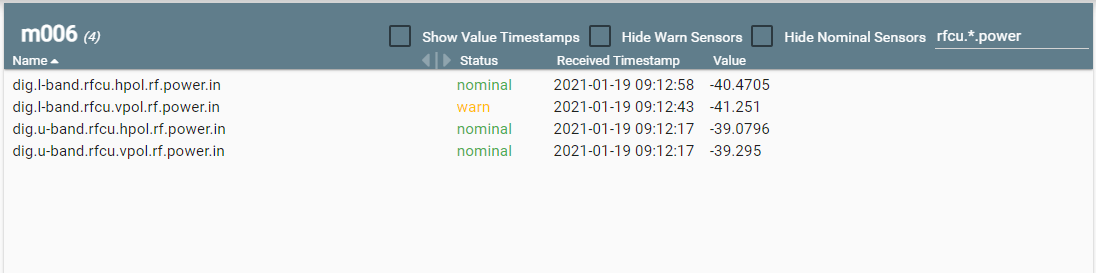 m006 (4) Show Value Timestamps Hide Warn Sensors Hide Nominal Sensors rfcu.*.power
Name Status Received Timestamp Value
dig.l-band.rfcu.hpol.rf.power.in nominal 2021-01-19 09:12:58 -40.4705
dig.l-band.rfcu.vpol.rf.power.in warn 2021-01-19 09:12:43 -41.251
dig.u-band.rfcu.hpol.rf.power.in nominal 2021-01-19 09:12:17 -39.0796
dig.u-band.rfcu.vpol.rf.power.in nominal 2021-01-19 09:12:17 -39.295